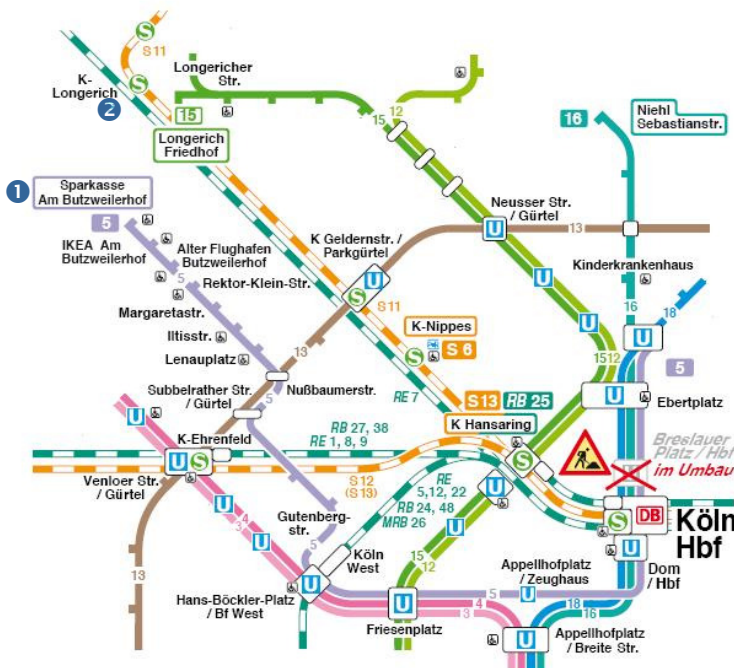 S
S 11
K-
Longerich
2
S
Longericher
Str.
15
Longerich
Friedhof
12
15
16
Niehl
Sebastianstr.
1
Sparkasse
Am Butzweilerhof
5
IKEA Am
Butzweilerhof
Alter Flughafen
Butzweilerhof
Rektor-Klein-Str.
5
Margaretastr.
Iltisstr.
Lenauplatz
K Geldernstr. /
Parkgürtel
U
S
S11
Neusser Str.
/ Gürtel
U
13
Kinderkrankenhaus
U
16
18
K-Nippes
S
S 6
U
13
RE 7
15 12
U
5
Subbelrather Str.
/ Gürtel
Nußbaumerstr.
5
S13
RB 25
K Hansaring
U
Ebertplatz
U
K-Ehrenfeld
RB 27, 38
RE 1, 8, 9
U S
Venloer Str.
/ Gürtel
S12
(S13)
S
Breslauer
Platz / Hbf
im Umbau
RE
5,12, 22
RB 24, 48
MRB 26
U
Gutenberg-
str.
4
3
U
U
S
DB
Köln
Hbf
U
Dom
/ Hbf
5
Köln
West
15
12
U
13
Hans-Böckler-Platz
/ Bf West
U
Appellhofplatz
/ Zeughaus
5
U
4
3
U
Friesenplatz
18
16
U
Appellhofplatz
/ Breite Str.